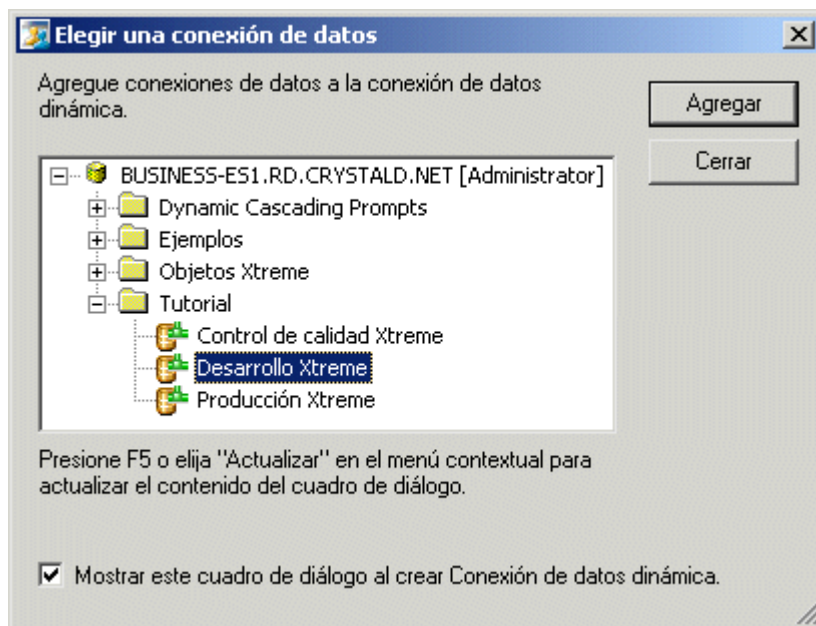 Elegir una conexión de datos
Agregue conexiones de datos a la conexión de datos
dinámica.
Agregar
Cerrar
BUSINESS-ES1.RD.CRYSTALD.NET [Administrator]
Dynamic Cascading Prompts
Ejemplos
Objetos Xtreme
Tutorial
Control de calidad Xtreme
Desarrollo Xtreme
Producción Xtreme
Presione F5 o elija "Actualizar" en el menú contextual para
actualizar el contenido del cuadro de diálogo.
Mostrar este cuadro de diálogo al crear Conexión de datos dinámica.